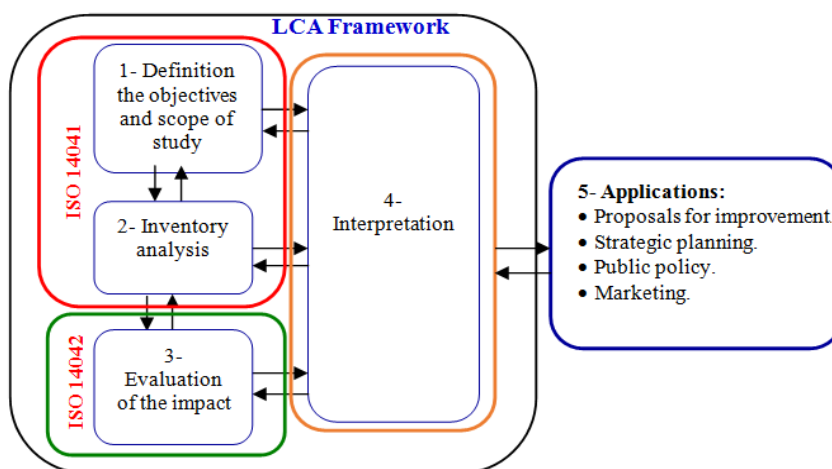 LCA Framework
ISO 14041
1- Definition
the objectives
and scope of
study
2- Inventory
analysis
ISO 14042
3-
Evaluation
of the impact
4-
Interpretation
5- Applications:
• Proposals for improvement.
• Strategic planning.
• Public policy.
• Marketing.